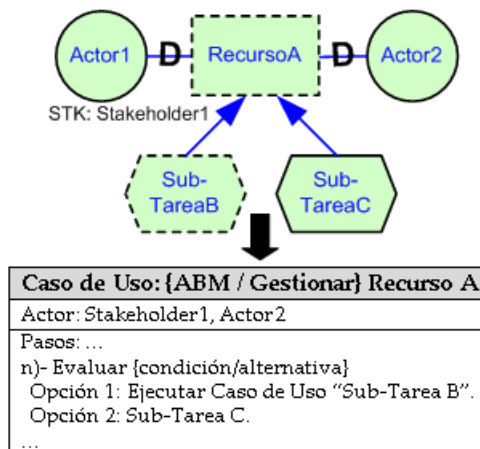 Actor1
D
RecursoA
D
Actor2
STK: Stakeholder1
Sub-
TareaB
Sub-
TareaC
Caso de Uso: {ABM / Gestionar} Recurso A
Actor: Stakeholder1, Actor2
Pasos: ...
n)- Evaluar {condición/alternativa}
Opción 1: Ejecutar Caso de Uso “Sub-Tarea B”.
Opción 2: Sub-Tarea C.
...